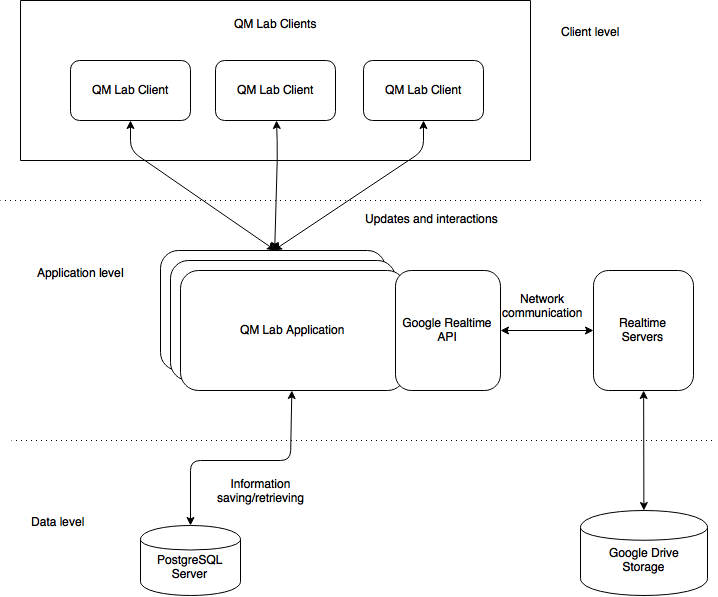 QM Lab Clients
Client level
QM Lab Client
QM Lab Client
QM Lab Client
Updates and interactions
Application level
QM Lab Application
Google Realtime
API
Network
communication
Realtime
Servers
Information
saving/retrieving
Data level
PostgreSQL
Server
Google Drive
Storage